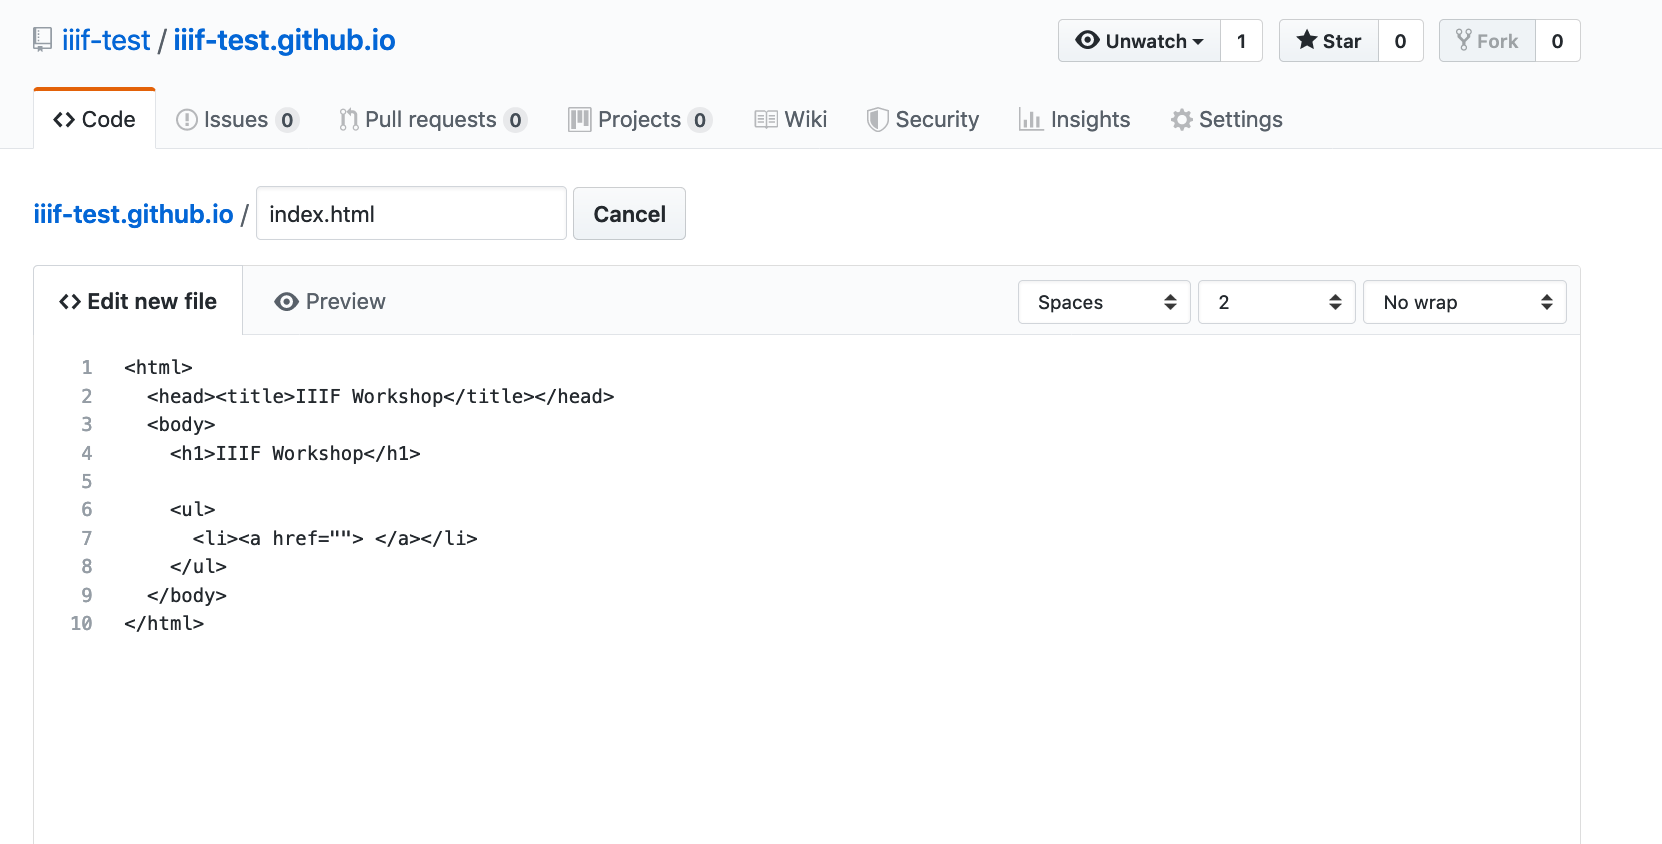 iiif-test / iiif-test.github.io Unwatch 1 Star 0 Fork 0
Code Issues 0 Pull requests 0 Projects 0 Wiki Security Insights Settings
iiif-test.github.io / index.html Cancel
Edit new file Preview Spaces 2 No wrap
1 <html>
2   <head><title>IIIF Workshop</title></head>
3   <body>
4     <h1>IIIF Workshop</h1>
5
6     <ul>
7       <li><a href=""> </a></li>
8     </ul>
9   </body>
10 </html>